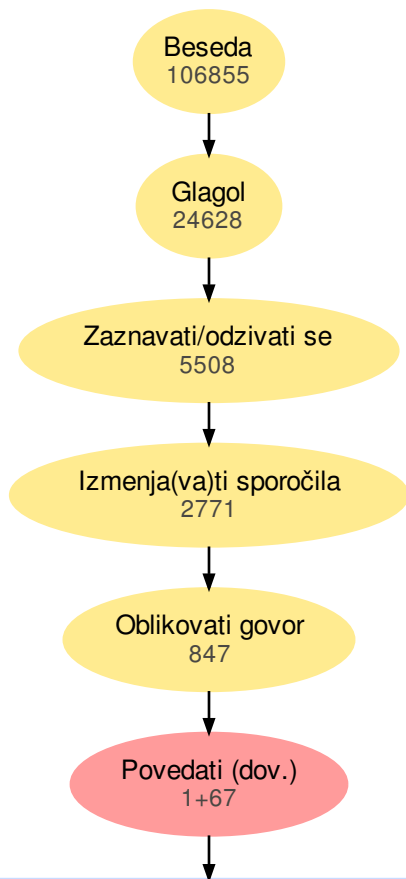 Beseda
106855
Glagol
24628
Zaznavati/odzivati se
5508
Izmenja(va)ti sporočila
2771
Oblikovati govor
847
Povedati (dov.)
1+67